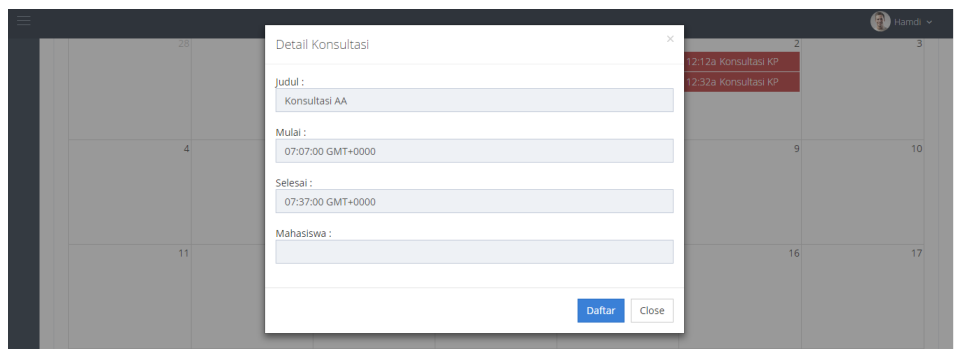 Hamdi
28
2
3
12:12a Konsultasi KP
12:32a Konsultasi KP
Detail Konsultasi
×
Judul :
Konsultasi AA
Mulai :
07:07:00 GMT+0000
Selesai :
07:37:00 GMT+0000
Mahasiswa :
Daftar
Close
4
9
10
11
16
17